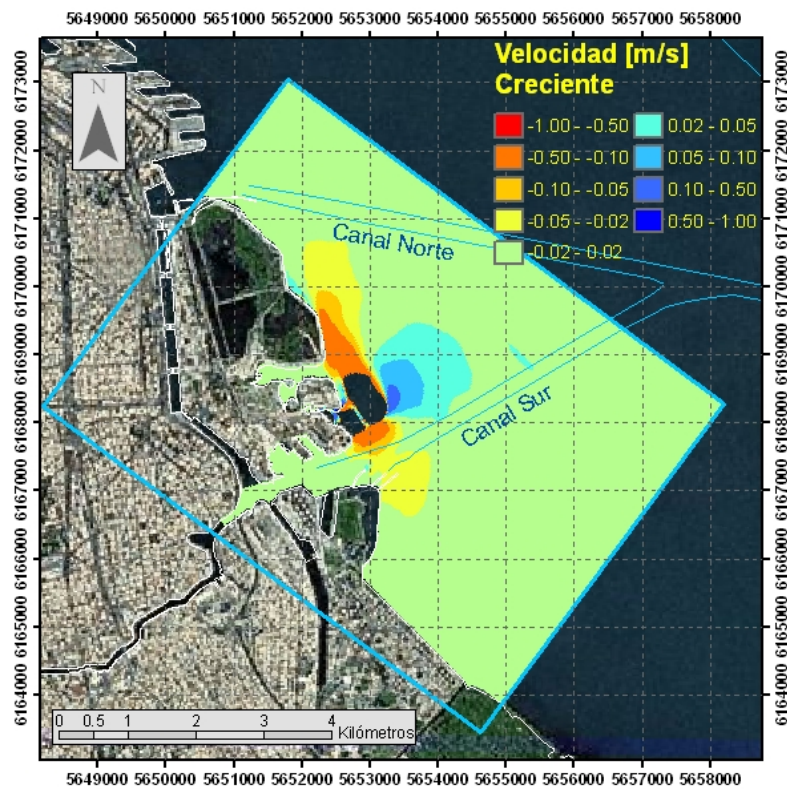 5649000 5650000 5651000 5652000 5653000 5654000 5655000 5656000 5657000 5658000
Velocidad [m/s]
Creciente
-1.00 - -0.50
0.02 - 0.05
-0.50 - -0.10
0.05 - 0.10
-0.10 - -0.05
0.10 - 0.50
-0.05 - -0.02
0.50 - 1.00
-0.02 - 0.02
N
Canal Norte
Canal Sur
6173000
6172000
6171000
6170000
6169000
6168000
6167000
6166000
6165000
6164000
6173000
6172000
6171000
6170000
6169000
6168000
6167000
6166000
6165000
6164000
0 0.5 1 2 3 4
Kilómetros
5649000 5650000 5651000 5652000 5653000 5654000 5655000 5656000 5657000 5658000